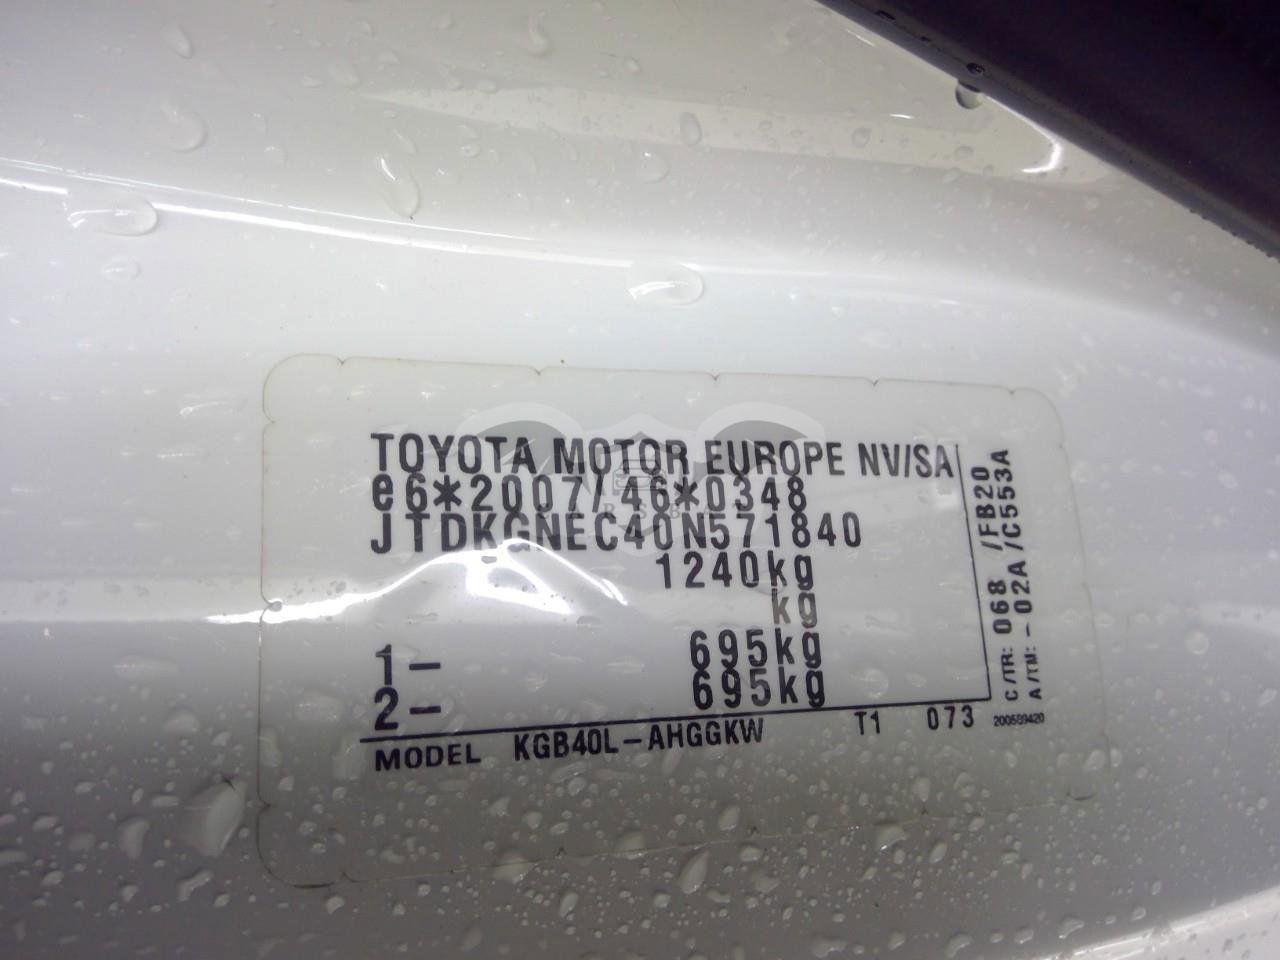 TOYOTA MOTOR EUROPE NV/SA
e6*2007/46*0348
JTDKGNEC40N571840
1240kg
kg
1- 695kg
2- 695kg
MODEL KGB40L-AHGGKW T1 073
C/TR: 068 /FB20
A/TM: -02A /C553A